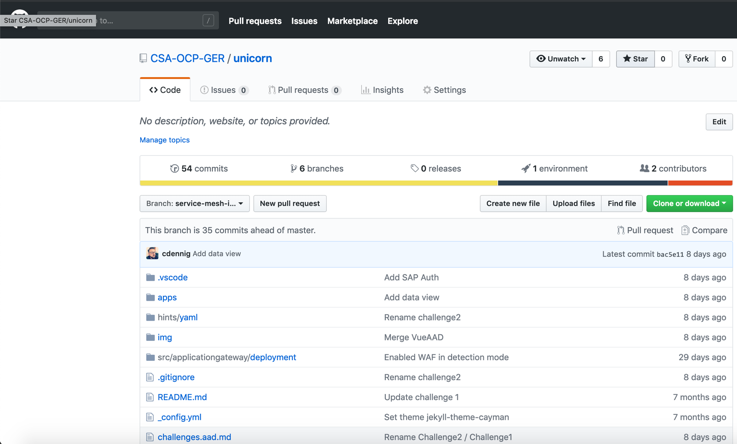 Star CSA-OCP-GER/unicorn to... /
Pull requests Issues Marketplace Explore
CSA-OCP-GER / unicorn
Unwatch 6 Star 0 Fork 0
Code Issues 0 Pull requests 0 Insights Settings
No description, website, or topics provided. Edit
Manage topics
54 commits 6 branches 0 releases 1 environment 2 contributors
Branch: service-mesh-i... New pull request Create new file Upload files Find file Clone or download
This branch is 35 commits ahead of master. Pull request Compare
cdennig Add data view Latest commit bac5e11 8 days ago
.vscode Add SAP Auth 8 days ago
apps Add data view 8 days ago
hints/yaml Rename challenge2 8 days ago
img Merge VueAAD 8 days ago
src/applicationgateway/deployment Enabled WAF in detection mode 29 days ago
.gitignore Rename challenge2 8 days ago
README.md Update challenge 1 7 months ago
_config.yml Set theme jekyll-theme-cayman 7 months ago
challenges.aad.md Rename Challenge2 / Challenge1 8 days ago